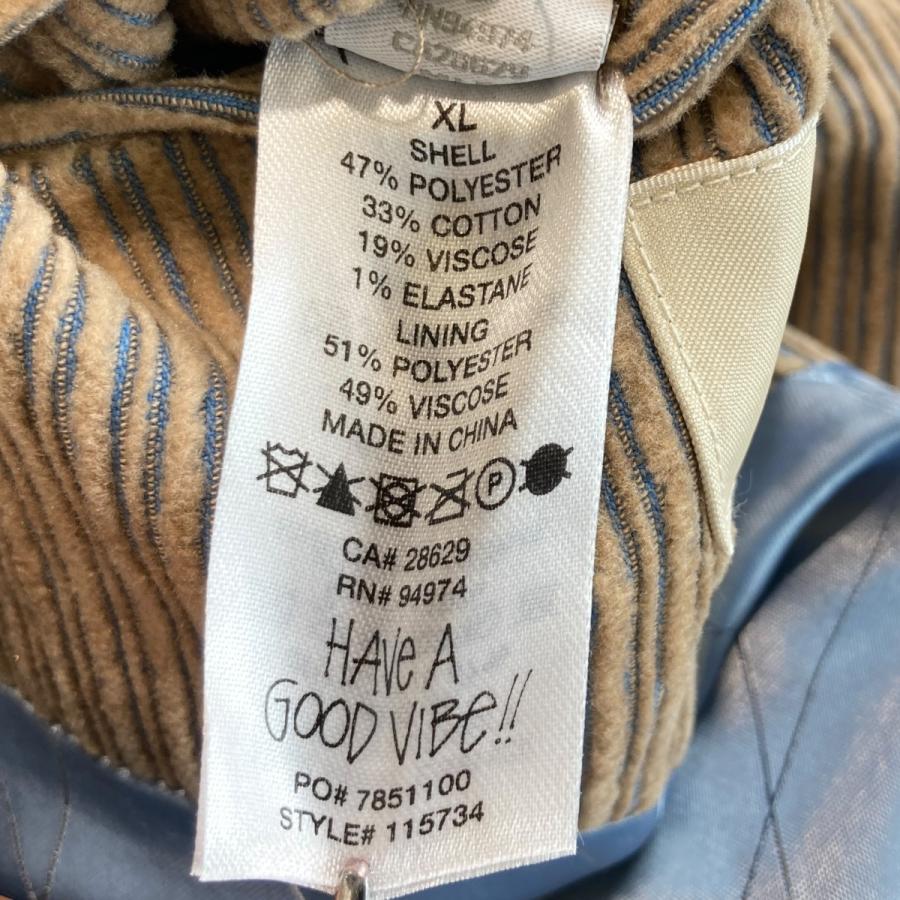 XL
SHELL
47% POLYESTER
33% COTTON
19% VISCOSE
1% ELASTANE
LINING
51% POLYESTER
49% VISCOSE
MADE IN CHINA
P
CA# 28629
RN# 94974
HAVE A
GOOD VIBE!!
PO# 7851100
STYLE# 115734